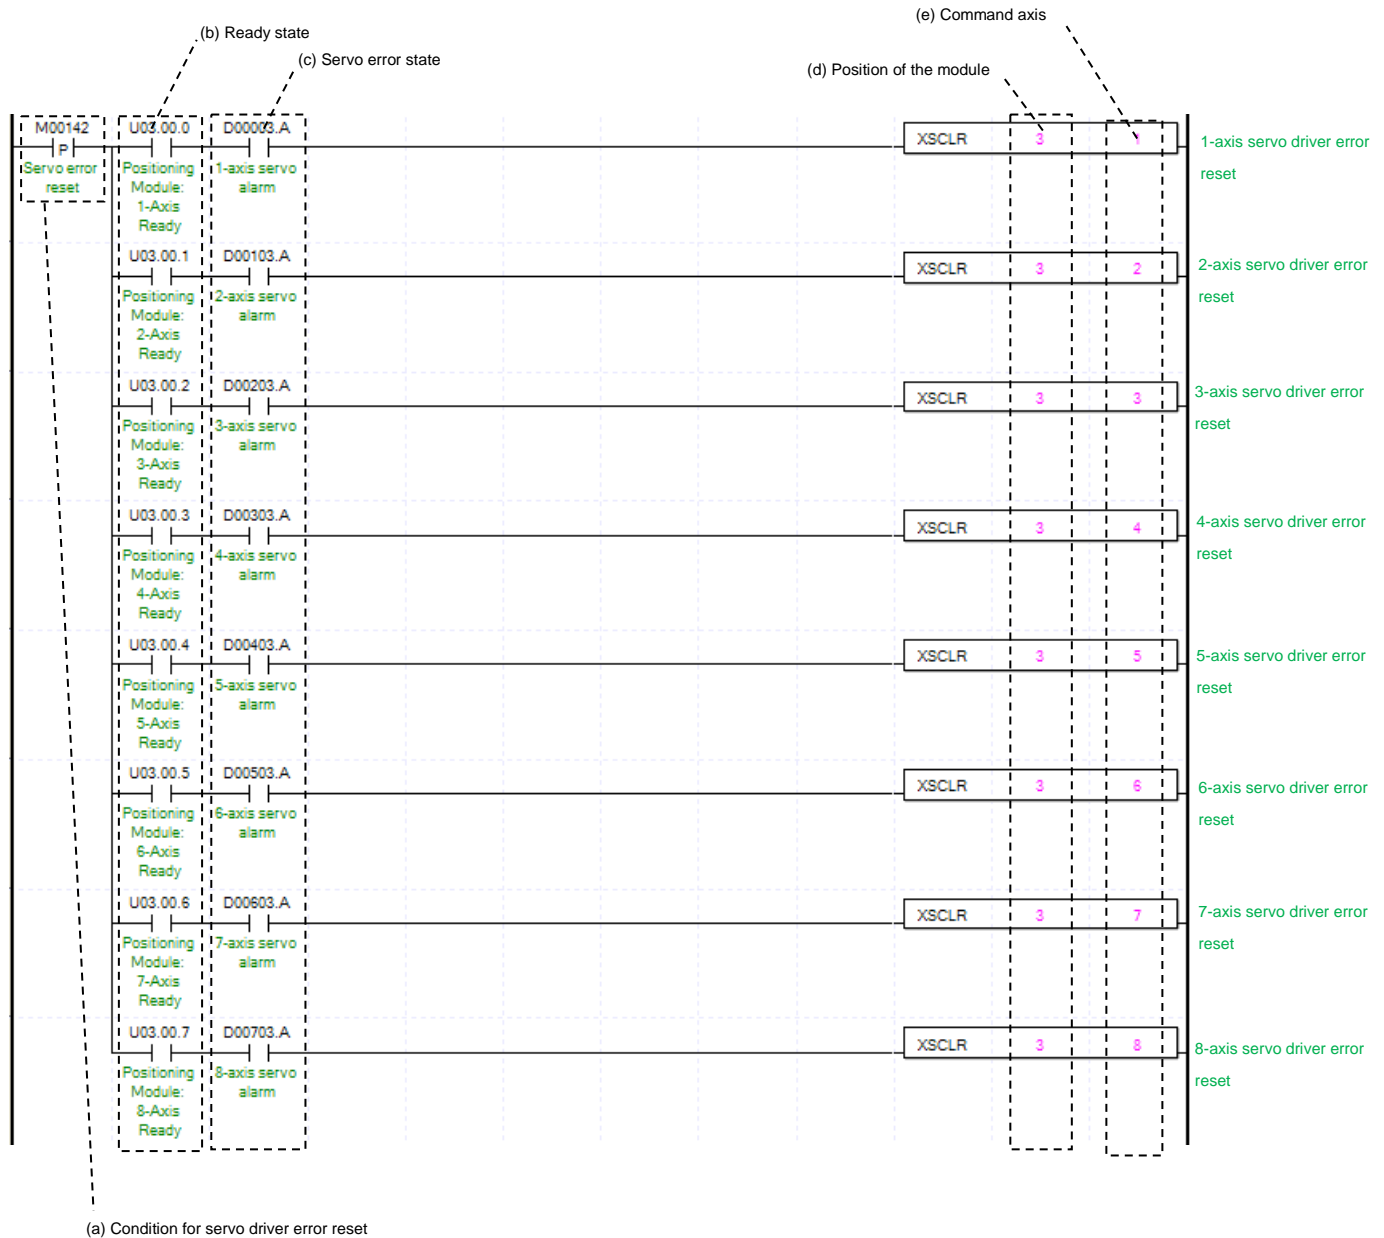 (e) Command axis
(b) Ready state
(c) Servo error state
(d) Position of the module
M00142 U03.00.0 D00003.A
P
XSCLR 3 1
1-axis servo driver error
reset
Servo error
reset
Positioning
Module:
1-Axis
Ready
1-axis servo
alarm
U03.00.1 D00103.A
XSCLR 3 2
2-axis servo driver error
reset
Positioning
Module:
2-Axis
Ready
2-axis servo
alarm
U03.00.2 D00203.A
XSCLR 3 3
3-axis servo driver error
reset
Positioning
Module:
3-Axis
Ready
3-axis servo
alarm
U03.00.3 D00303.A
XSCLR 3 4
4-axis servo driver error
reset
Positioning
Module:
4-Axis
Ready
4-axis servo
alarm
U03.00.4 D00403.A
XSCLR 3 5
5-axis servo driver error
reset
Positioning
Module:
5-Axis
Ready
5-axis servo
alarm
U03.00.5 D00503.A
XSCLR 3 6
6-axis servo driver error
reset
Positioning
Module:
6-Axis
Ready
6-axis servo
alarm
U03.00.6 D00603.A
XSCLR 3 7
7-axis servo driver error
reset
Positioning
Module:
7-Axis
Ready
7-axis servo
alarm
U03.00.7 D00703.A
XSCLR 3 8
8-axis servo driver error
reset
Positioning
Module:
8-Axis
Ready
8-axis servo
alarm
(a) Condition for servo driver error reset